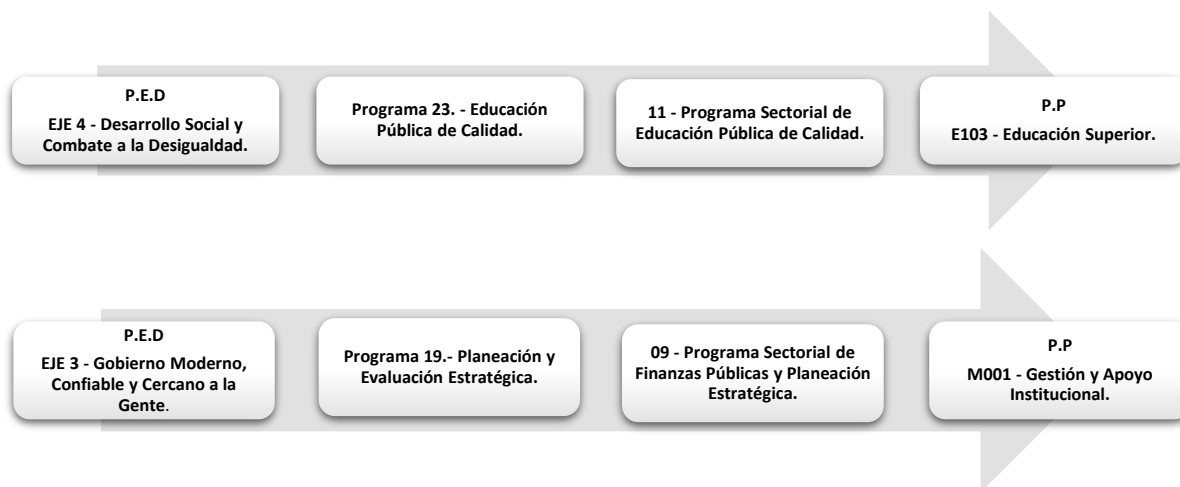 P.E.D
EJE 4 - Desarrollo Social y
Combate a la Desigualdad.
Programa 23. - Educación
Pública de Calidad.
11 - Programa Sectorial de
Educación Pública de Calidad.
P.P
E103 - Educación Superior.
P.E.D
EJE 3 - Gobierno Moderno,
Confiable y Cercano a la
Gente.
Programa 19.- Planeación y
Evaluación Estratégica.
09 - Programa Sectorial de
Finanzas Públicas y Planeación
Estratégica.
P.P
M001 - Gestión y Apoyo
Institucional.